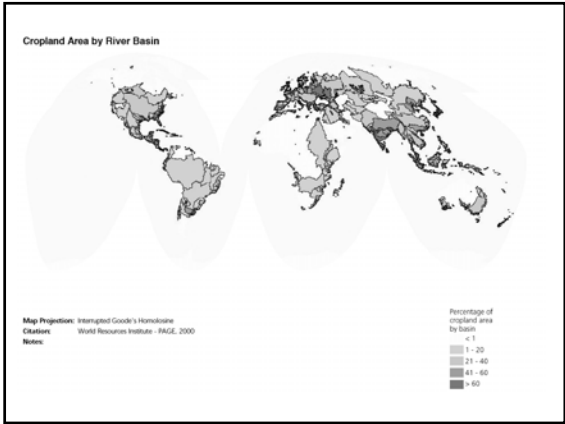 Cropland Area by River Basin
Map Projection: Interrupted Goode's Homolosine
Citation: World Resources Institute - PAGE, 2000
Notes:
Percentage of
cropland area
by basin
< 1
1 - 20
21 - 40
41 - 60
> 60